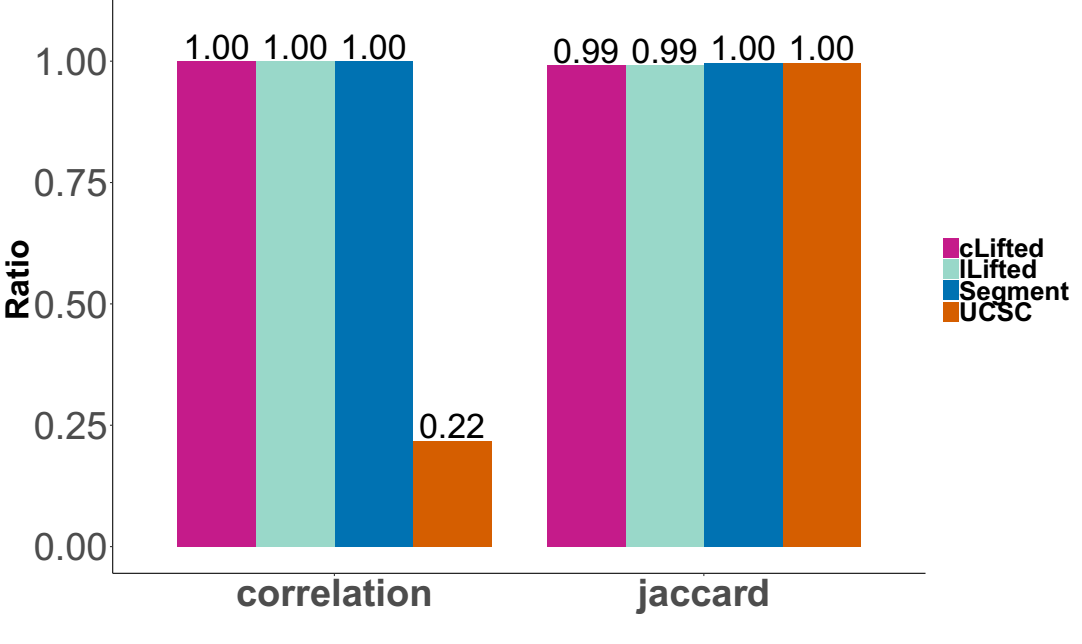 Ratio
1.00
0.75
0.50
0.25
0.00
1.00 1.00 1.00
0.22
0.99 0.99 1.00 1.00
correlation
jaccard
cLifted
lLifted
Segment
UCSC